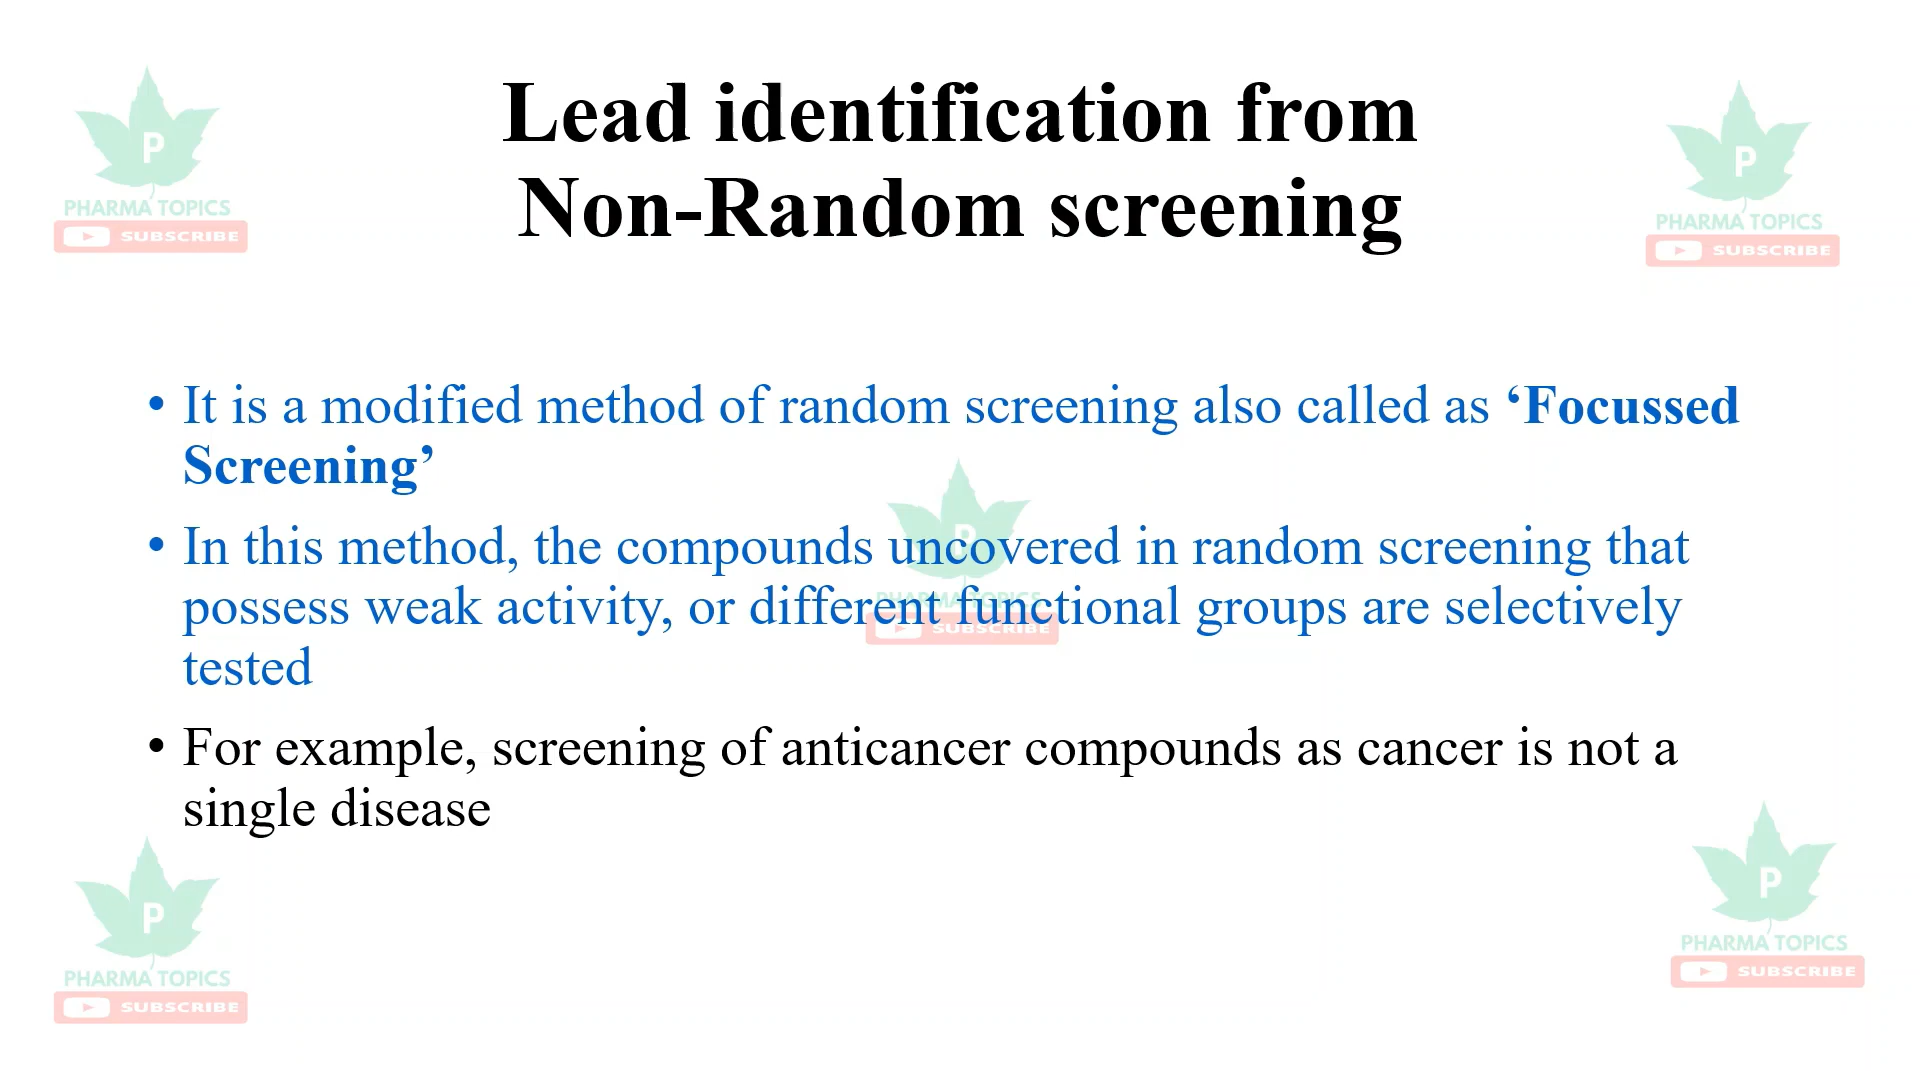 Lead identification from
Non-Random screening
P
PHARMA TOPICS
SUBSCRIBE
P
PHARMA TOPICS
SUBSCRIBE
• It is a modified method of random screening also called as ‘Focussed
Screening’
• In this method, the compounds uncovered in random screening that
possess weak activity, or different functional groups are selectively
tested
P
PHARMA TOPICS
SUBSCRIBE
• For example, screening of anticancer compounds as cancer is not a
single disease
P
PHARMA TOPICS
SUBSCRIBE
P
PHARMA TOPICS
SUBSCRIBE